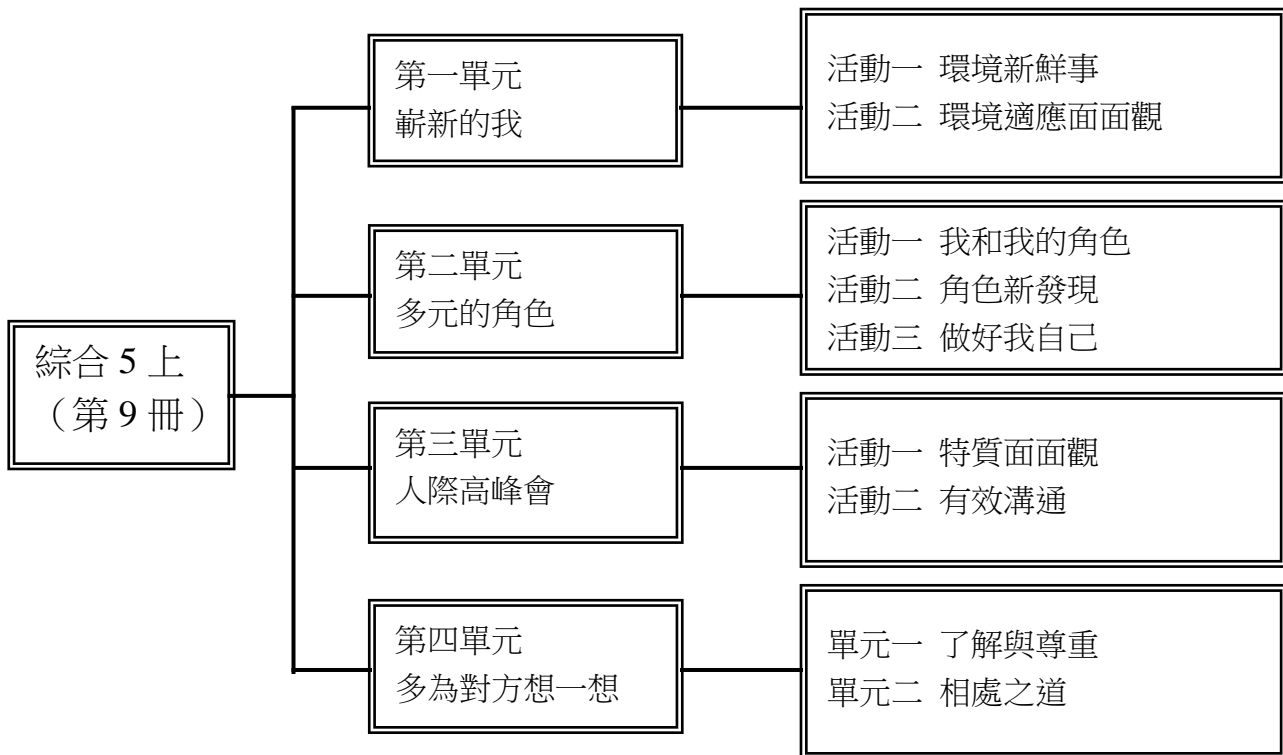 綜合 5 上
（第 9 冊）
第一單元
嶄新的我
活動一 環境新鮮事
活動二 環境適應面面觀
第二單元
多元的角色
活動一 我和我的角色
活動二 角色新發現
活動三 做好我自己
第三單元
人際高峰會
活動一 特質面面觀
活動二 有效溝通
第四單元
多為對方想一想
單元一 了解與尊重
單元二 相處之道